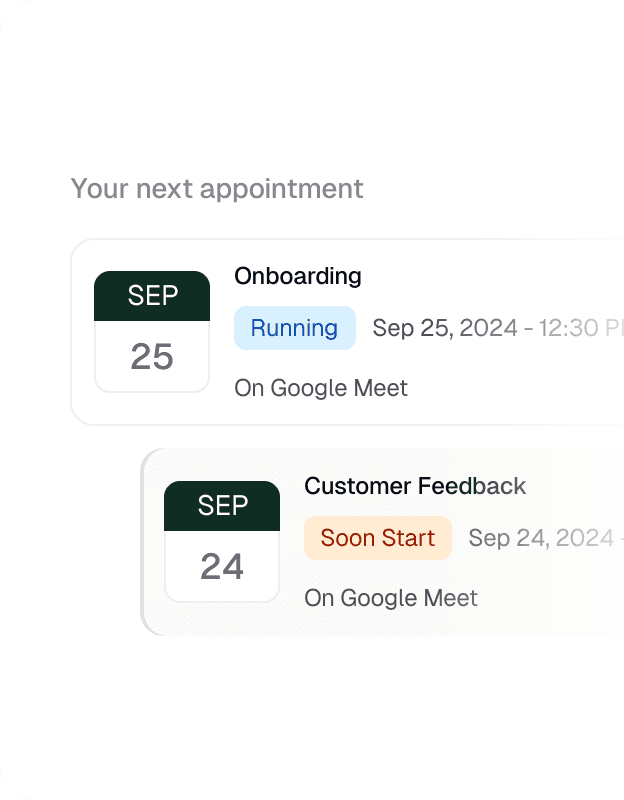 Your next appointment
SEP
25
Onboarding
Running
Sep 25, 2024 - 12:30 P
On Google Meet
SEP
24
Customer Feedback
Soon Start
Sep 24, 2024 -
On Google Meet